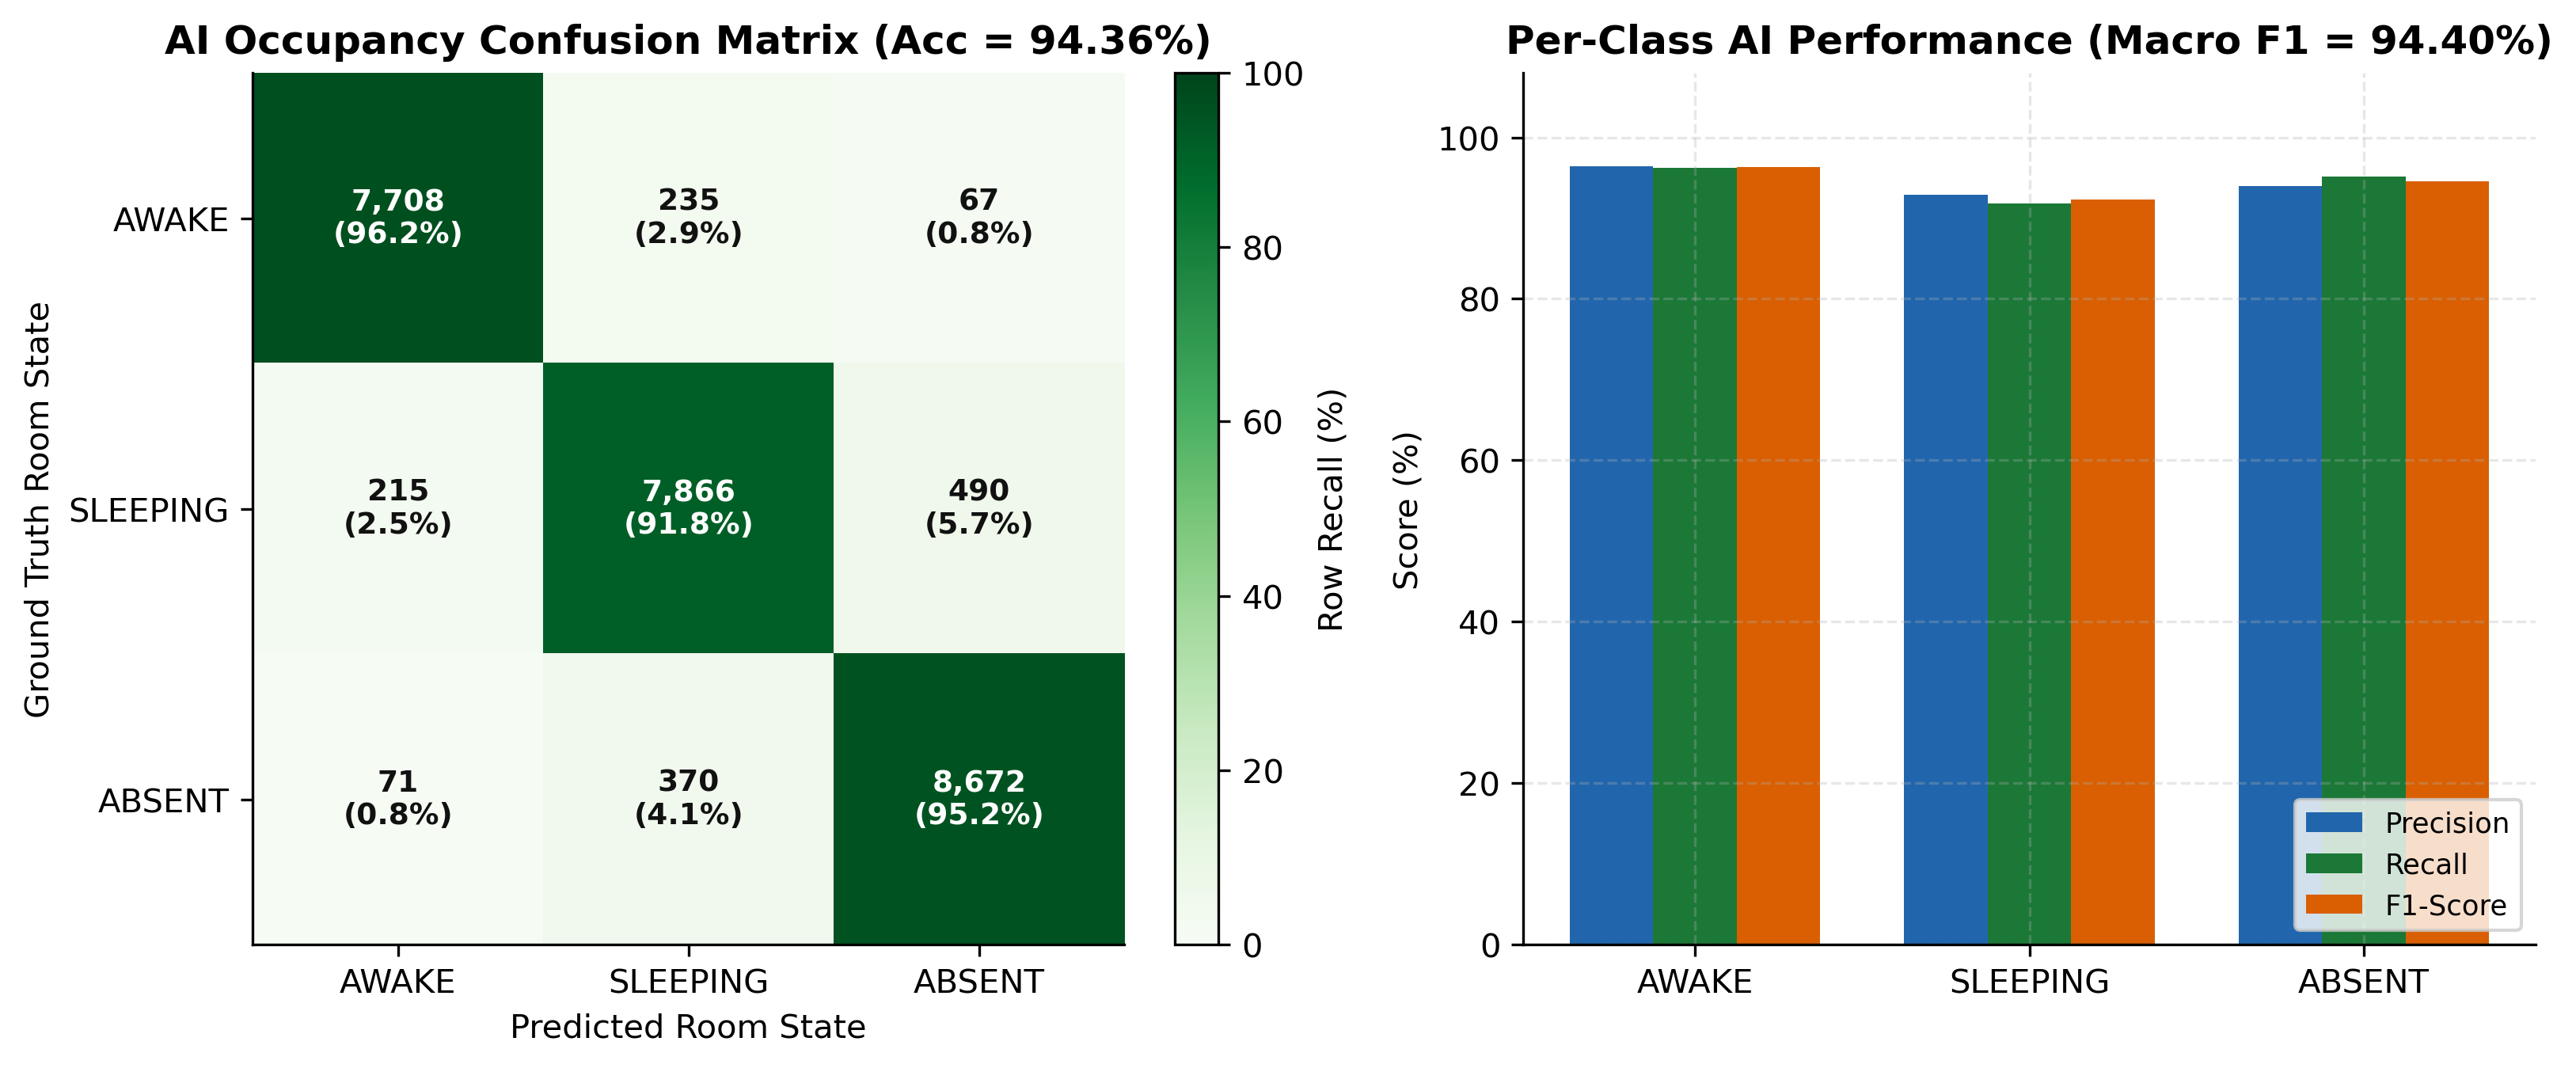 AI Occupancy Confusion Matrix (Acc = 94.36%)
Ground Truth Room State
AWAKE
SLEEPING
ABSENT
7,708
(96.2%)
235
(2.9%)
67
(0.8%)
215
(2.5%)
7,866
(91.8%)
490
(5.7%)
71
(0.8%)
370
(4.1%)
8,672
(95.2%)
AWAKE
SLEEPING
ABSENT
Predicted Room State
100
80
60
40
20
0
Row Recall (%)
Per-Class AI Performance (Macro F1 = 94.40%)
Score (%)
100
80
60
40
20
0
AWAKE
SLEEPING
ABSENT
Precision
Recall
F1-Score